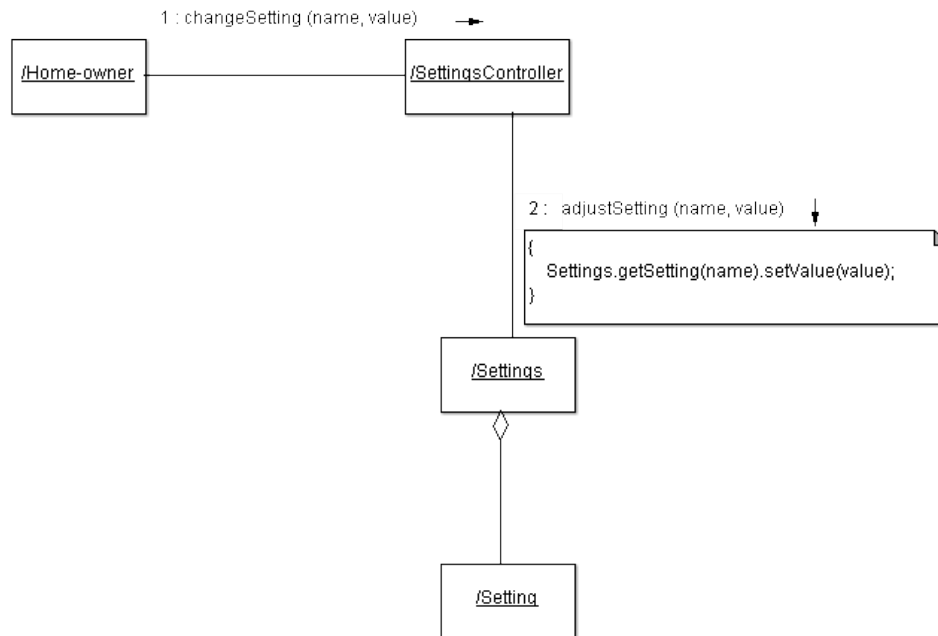 1 : changeSetting (name, value)
/Home-owner
/SettingsController
2 : adjustSetting (name, value)
{
Settings.getSetting(name).setValue(value);
}
/Settings
/Setting